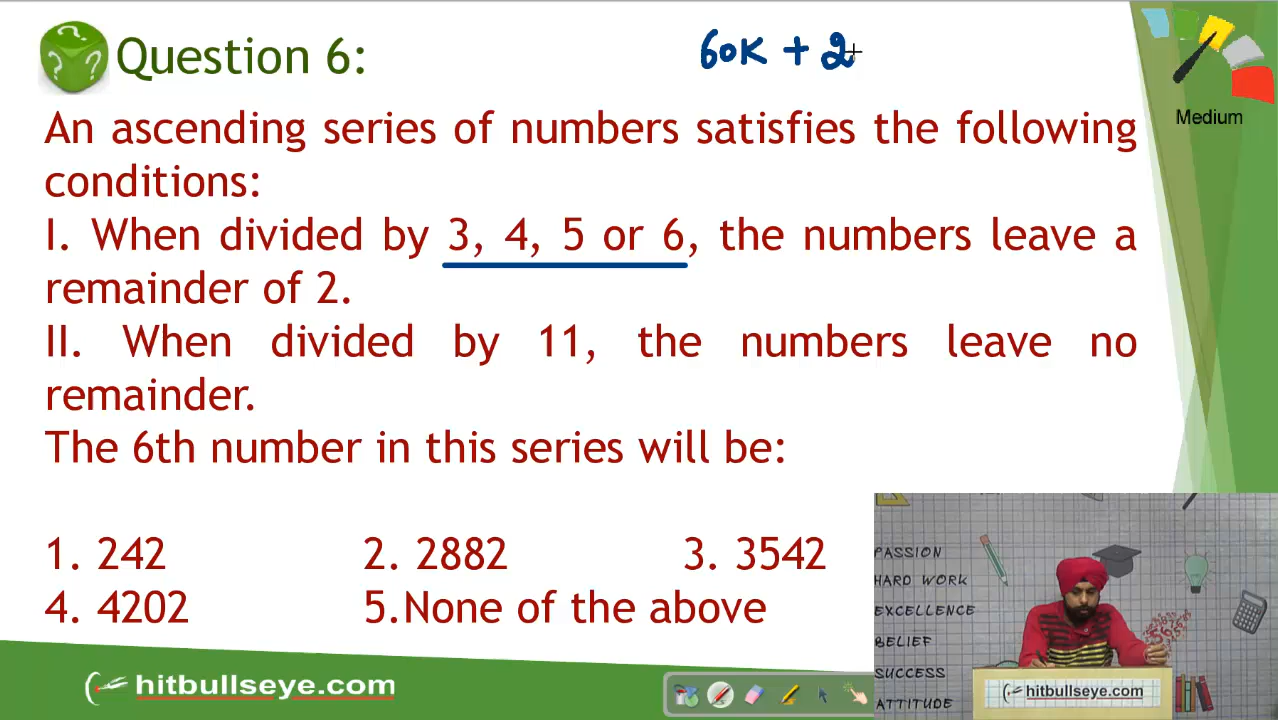 Question 6:
60K + 2
Medium
An ascending series of numbers satisfies the following
conditions:
I. When divided by 3, 4, 5 or 6, the numbers leave a
remainder of 2.
II. When divided by 11, the numbers leave no
remainder.
The 6th number in this series will be:
1. 242 2. 2882 3. 3542
4. 4202 5.None of the above
PASSION
HARD WORK
EXCELLENCE
BELIEF
SUCCESS
ATTITUDE
hitbullseye.com
hitbullseye.com